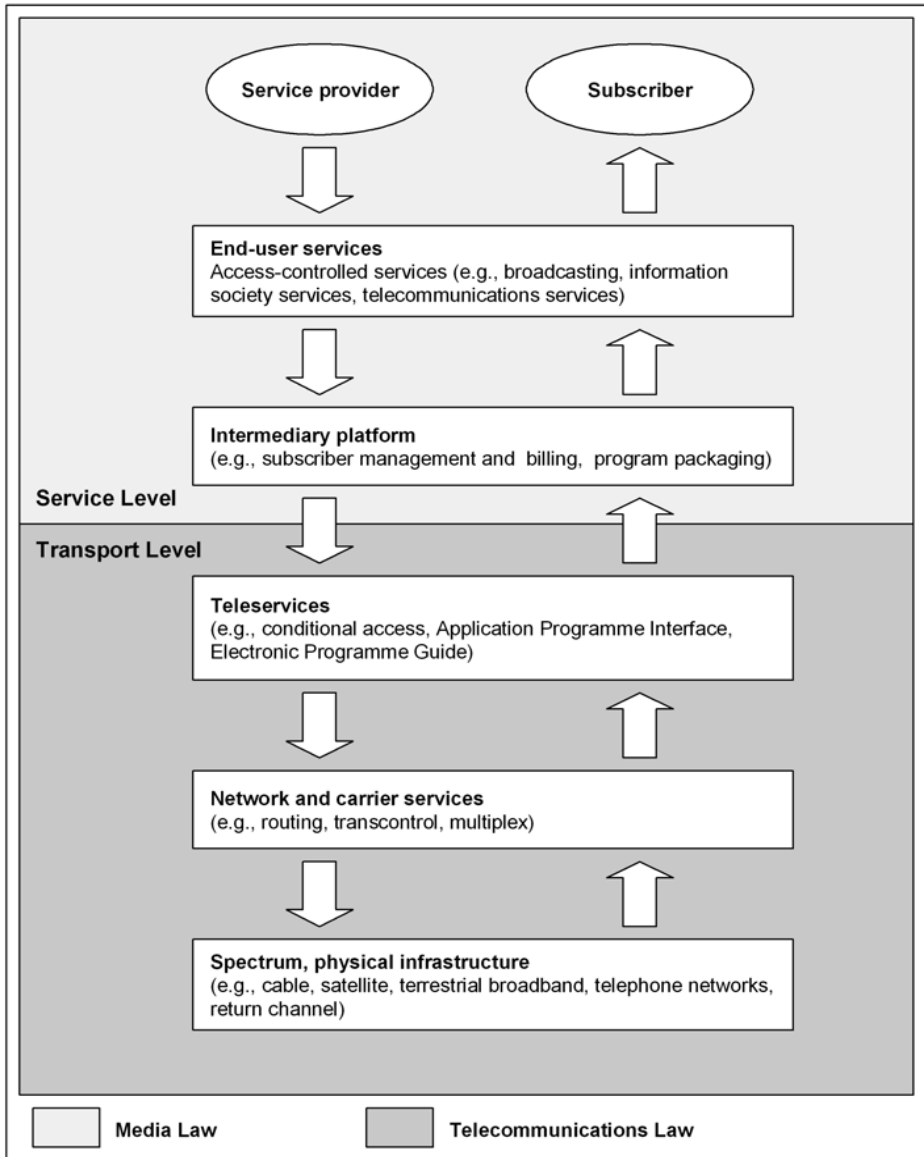 Service provider
Subscriber
End-user services
Access-controlled services (e.g., broadcasting, information
society services, telecommunications services)
Intermediary platform
(e.g., subscriber management and billing, program packaging)
Service Level
Transport Level
Teleservices
(e.g., conditional access, Application Programme Interface,
Electronic Programme Guide)
Network and carrier services
(e.g., routing, transcontrol, multiplex)
Spectrum, physical infrastructure
(e.g., cable, satellite, terrestrial broadband, telephone networks,
return channel)
Media Law
Telecommunications Law